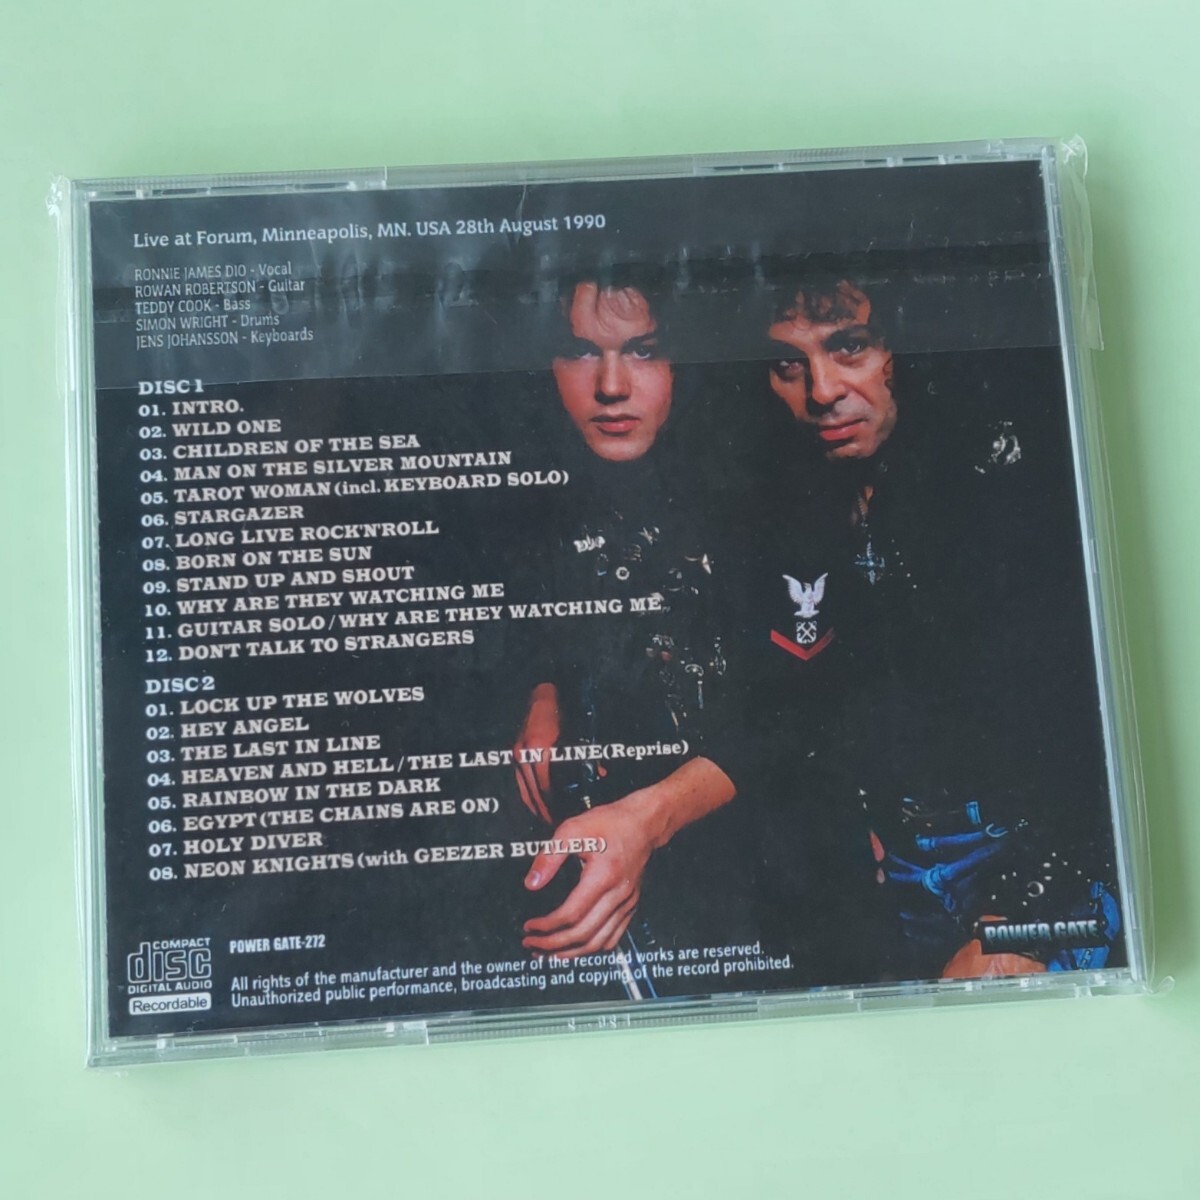 Live at Forum, Minneapolis, MN. USA 28th August 1990
RONNIE JAMES DIO - Vocal
ROWAN ROBERTSON - Guitar
TEDDY COOK - Bass
SIMON WRIGHT - Drums
JENS JOHANSSON - Keyboards
DISC 1
01. INTRO.
02. WILD ONE
03. CHILDREN OF THE SEA
04. MAN ON THE SILVER MOUNTAIN
05. TAROT WOMAN (incl. KEYBOARD SOLO)
06. STARGAZER
07. LONG LIVE ROCK'N'ROLL
08. BORN ON THE SUN
09. STAND UP AND SHOUT
10. WHY ARE THEY WATCHING ME
11. GUITAR SOLO / WHY ARE THEY WATCHING ME
12. DON'T TALK TO STRANGERS
DISC 2
01. LOCK UP THE WOLVES
02. HEY ANGEL
03. THE LAST IN LINE
04. HEAVEN AND HELL / THE LAST IN LINE (Reprise)
05. RAINBOW IN THE DARK
06. EGYPT (THE CHAINS ARE ON)
07. HOLY DIVER
08. NEON KNIGHTS (with GEEZER BUTLER)
COMPACT
disc
DIGITAL AUDIO
Recordable
POWER GATE-272
All rights of the manufacturer and the owner of the recorded works are reserved.
Unauthorized public performance, broadcasting and copying of the record prohibited.
POWER GATE